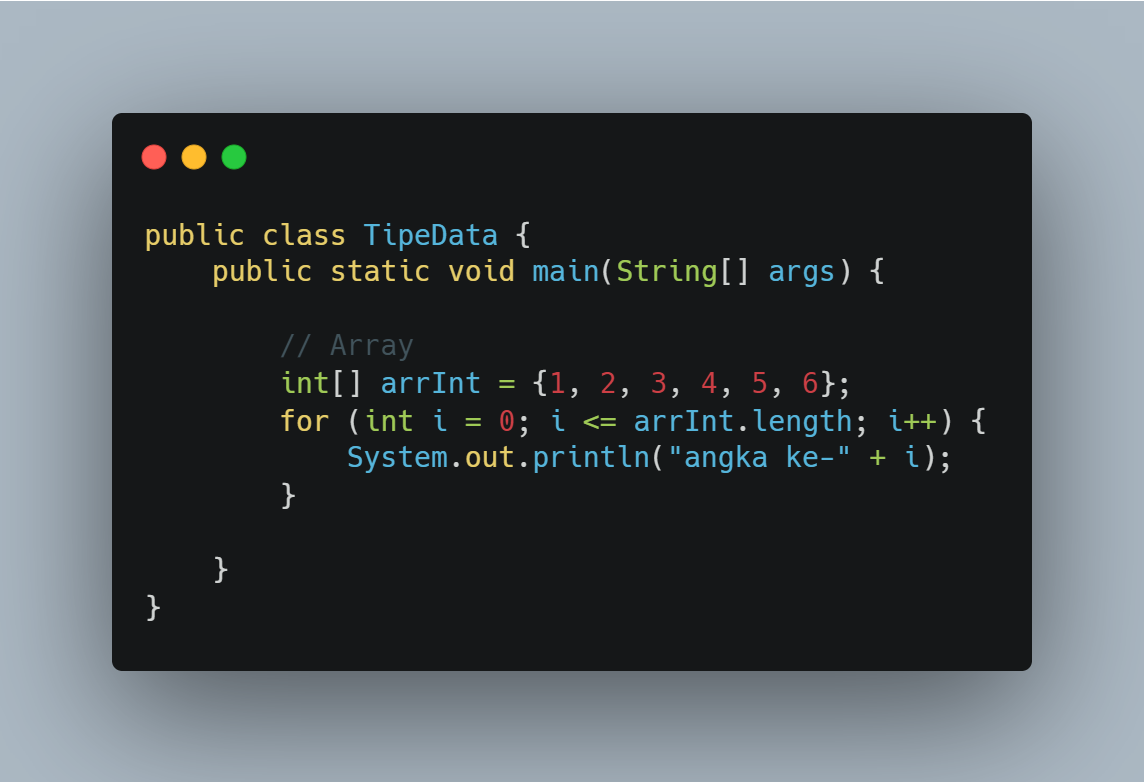 public class TipeData {
    public static void main(String[] args) {
        // Array
        int[] arrInt = {1, 2, 3, 4, 5, 6};
        for (int i = 0; i <= arrInt.length; i++) {
            System.out.println("angka ke-" + i);
        }
    }
}